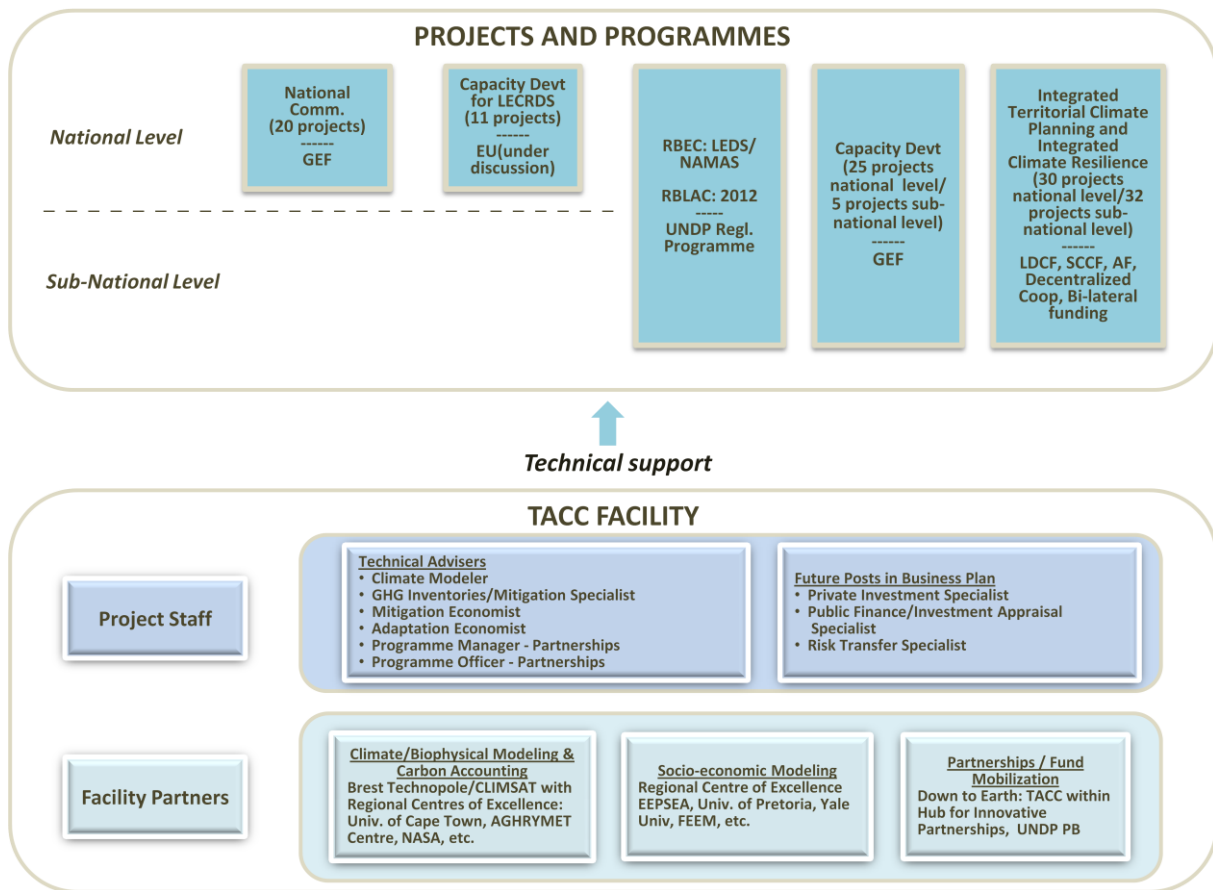 PROJECTS AND PROGRAMMES
National Level
Sub-National Level
National
Comm.
(20 projects)
------
GEF
Capacity Devt
for LECRDS
(11 projects)
------
EU(under
discussion)
RBEC: LEDS/
NAMAS
RBLAC: 2012
-----
UNDP Regl.
Programme
Capacity Devt
(25 projects
national level/
5 projects sub-
national level)
------
GEF
Integrated
Territorial Climate
Planning and
Integrated
Climate Resilience
(30 projects
national level/32
projects sub-
national level)
------
LDCF, SCCF, AF,
Decentralized
Coop, Bi-lateral
funding
Technical support
TACC FACILITY
Project Staff
Technical Advisers
• Climate Modeler
• GHG Inventories/Mitigation Specialist
• Mitigation Economist
• Adaptation Economist
• Programme Manager - Partnerships
• Programme Officer - Partnerships
Future Posts in Business Plan
• Private Investment Specialist
• Public Finance/Investment Appraisal
Specialist
• Risk Transfer Specialist
Facility Partners
Climate/Biophysical Modeling &
Carbon Accounting
Brest Technopole/CLIMSAT with
Regional Centres of Excellence:
Univ. of Cape Town, AGHRYMET
Centre, NASA, etc.
Socio-economic Modeling
Regional Centre of Excellence
EEPSEA, Univ. of Pretoria, Yale
Univ, FEEM, etc.
Partnerships / Fund
Mobilization
Down to Earth: TACC within
Hub for Innovative
Partnerships, UNDP PB